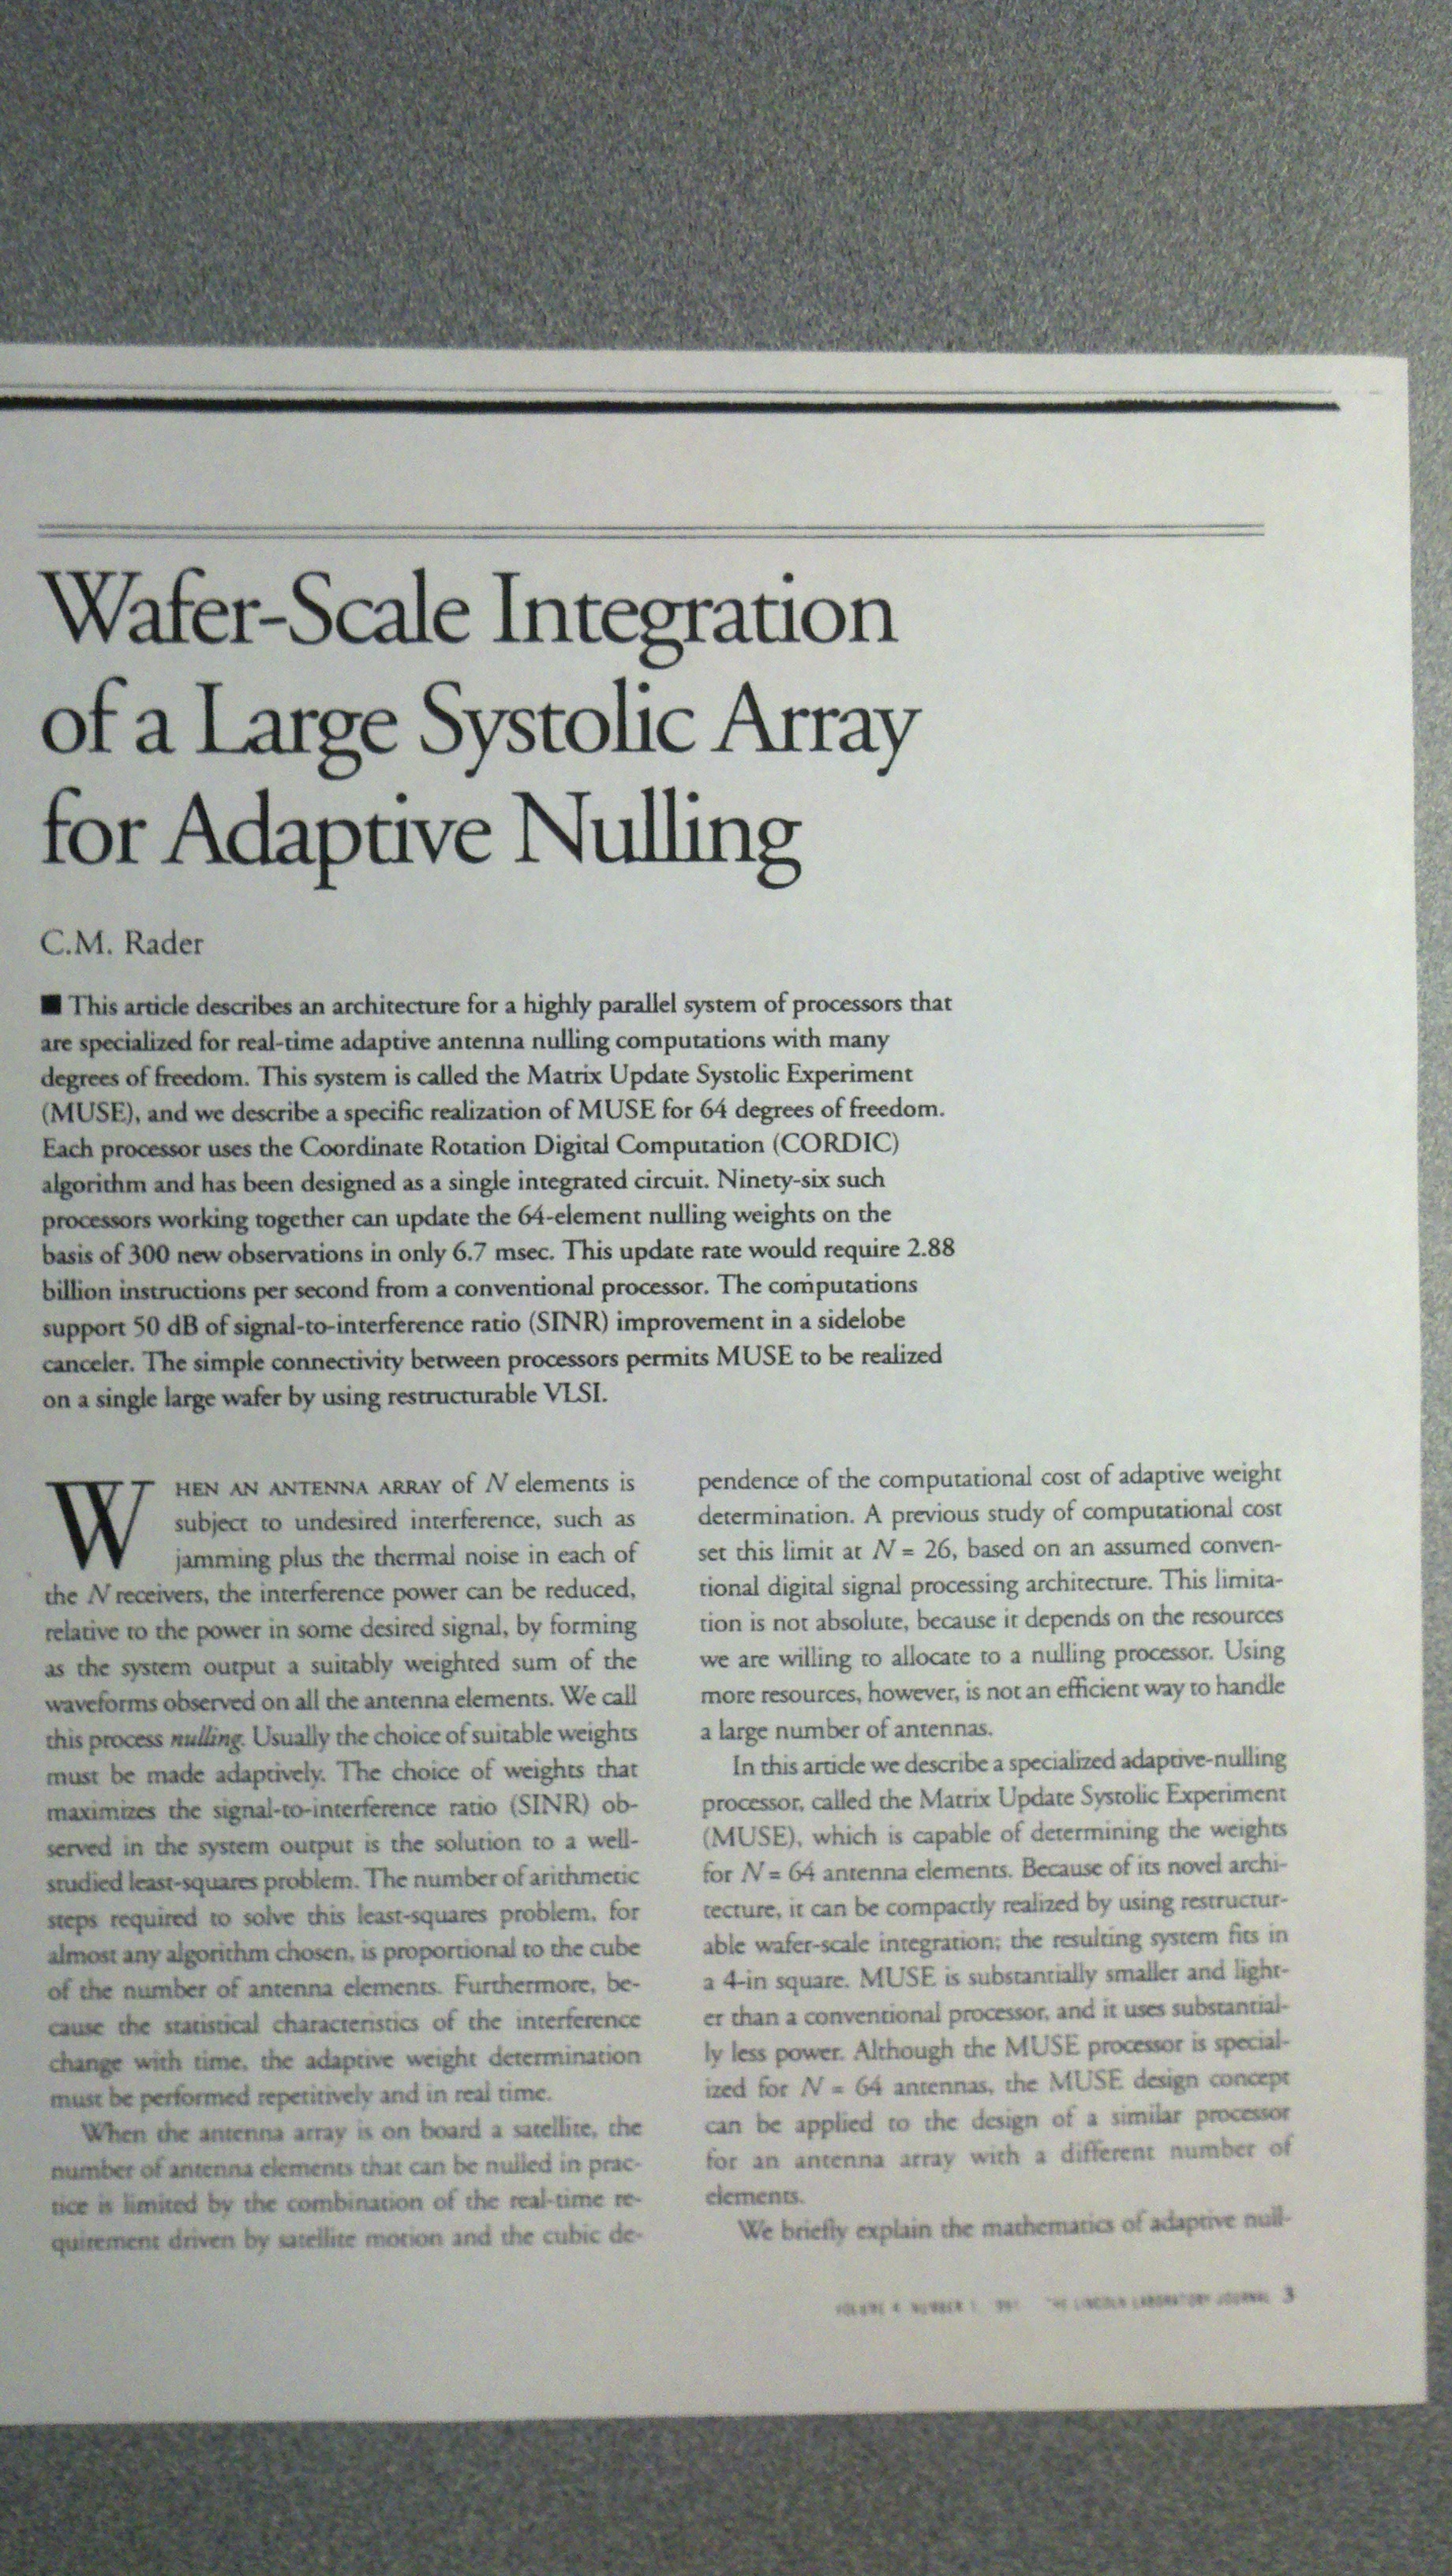 Wafer-Scale Integration
of a Large Systolic Array
for Adaptive Nulling
C.M. Rader
■ This article describes an architecture for a highly parallel system of processors that
are specialized for real-time adaptive antenna nulling computations with many
degrees of freedom. This system is called the Matrix Update Systolic Experiment
(MUSE), and we describe a specific realization of MUSE for 64 degrees of freedom.
Each processor uses the Coordinate Rotation Digital Computation (CORDIC)
algorithm and has been designed as a single integrated circuit. Ninety-six such
processors working together can update the 64-element nulling weights on the
basis of 300 new observations in only 6.7 msec. This update rate would require 2.88
billion instructions per second from a conventional processor. The computations
support 50 dB of signal-to-interference ratio (SINR) improvement in a sidelobe
canceler. The simple connectivity between processors permits MUSE to be realized
on a single large wafer by using restructurable VLSI.
WHEN AN ANTENNA ARRAY of N elements is
subject to undesired interference, such as
jamming plus the thermal noise in each of
the N receivers, the interference power can be reduced,
relative to the power in some desired signal, by forming
as the system output a suitably weighted sum of the
waveforms observed on all the antenna elements. We call
this process nulling. Usually the choice of suitable weights
must be made adaptively. The choice of weights that
maximizes the signal-to-interference ratio (SINR) ob-
served in the system output is the solution to a well-
studied least-squares problem. The number of arithmetic
steps required to solve this least-squares problem, for
almost any algorithm chosen, is proportional to the cube
of the number of antenna elements. Furthermore, be-
cause the statistical characteristics of the interference
change with time, the adaptive weight determination
must be performed repetitively and in real time.
When the antenna array is on board a satellite, the
number of antenna elements that can be nulled in prac-
tice is limited by the combination of the real-time re-
quirement driven by satellite motion and the cubic de-
pendence of the computational cost of adaptive weight
determination. A previous study of computational cost
set this limit at N = 26, based on an assumed conven-
tional digital signal processing architecture. This limita-
tion is not absolute, because it depends on the resources
we are willing to allocate to a nulling processor. Using
more resources, however, is not an efficient way to handle
a large number of antennas.
In this article we describe a specialized adaptive-nulling
processor, called the Matrix Update Systolic Experiment
(MUSE), which is capable of determining the weights
for N = 64 antenna elements. Because of its novel archi-
tecture, it can be compactly realized by using restructur-
able wafer-scale integration; the resulting system fits in
a 4-in square. MUSE is substantially smaller and light-
er than a conventional processor, and it uses substantial-
ly less power. Although the MUSE processor is special-
ized for N = 64 antennas, the MUSE design concept
can be applied to the design of a similar processor
for an antenna array with a different number of
elements.
We briefly explain the mathematics of adaptive null-
3